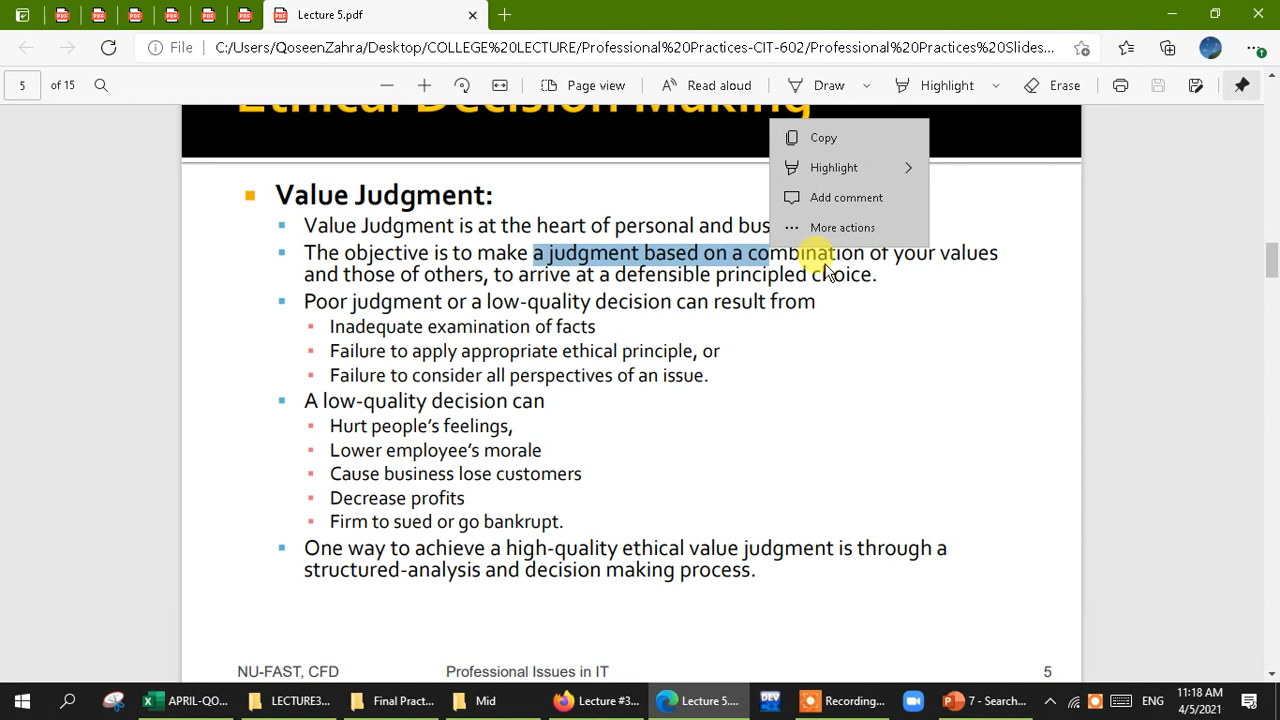 Lecture 5.pdf
File
C:/Users/QoseenZahra/Desktop/COLLEGE%20LECTURE/Professional%20Practices-CIT-602/Professional%20Practices%20Slides...
5 of 15
Page view
Read aloud
Draw
Highlight
Erase
Ethical Decision Making
Copy
Highlight
Add comment
More actions
Value Judgment:
Value Judgment is at the heart of personal and bus
The objective is to make a judgment based on a combination of your values
and those of others, to arrive at a defensible principled choice.
Poor judgment or a low-quality decision can result from
Inadequate examination of facts
Failure to apply appropriate ethical principle, or
Failure to consider all perspectives of an issue.
A low-quality decision can
Hurt people's feelings,
Lower employee's morale
Cause business lose customers
Decrease profits
Firm to sued or go bankrupt.
One way to achieve a high-quality ethical value judgment is through a
structured-analysis and decision making process.
NU-FAST, CFD
Professional Issues in IT
5
APRIL-QO...
LECTURE3...
Final Practic...
Mid
Lecture #3...
Lecture 5....
DEV
Recording...
7 - Search...
ENG
11:18 AM
4/5/2021